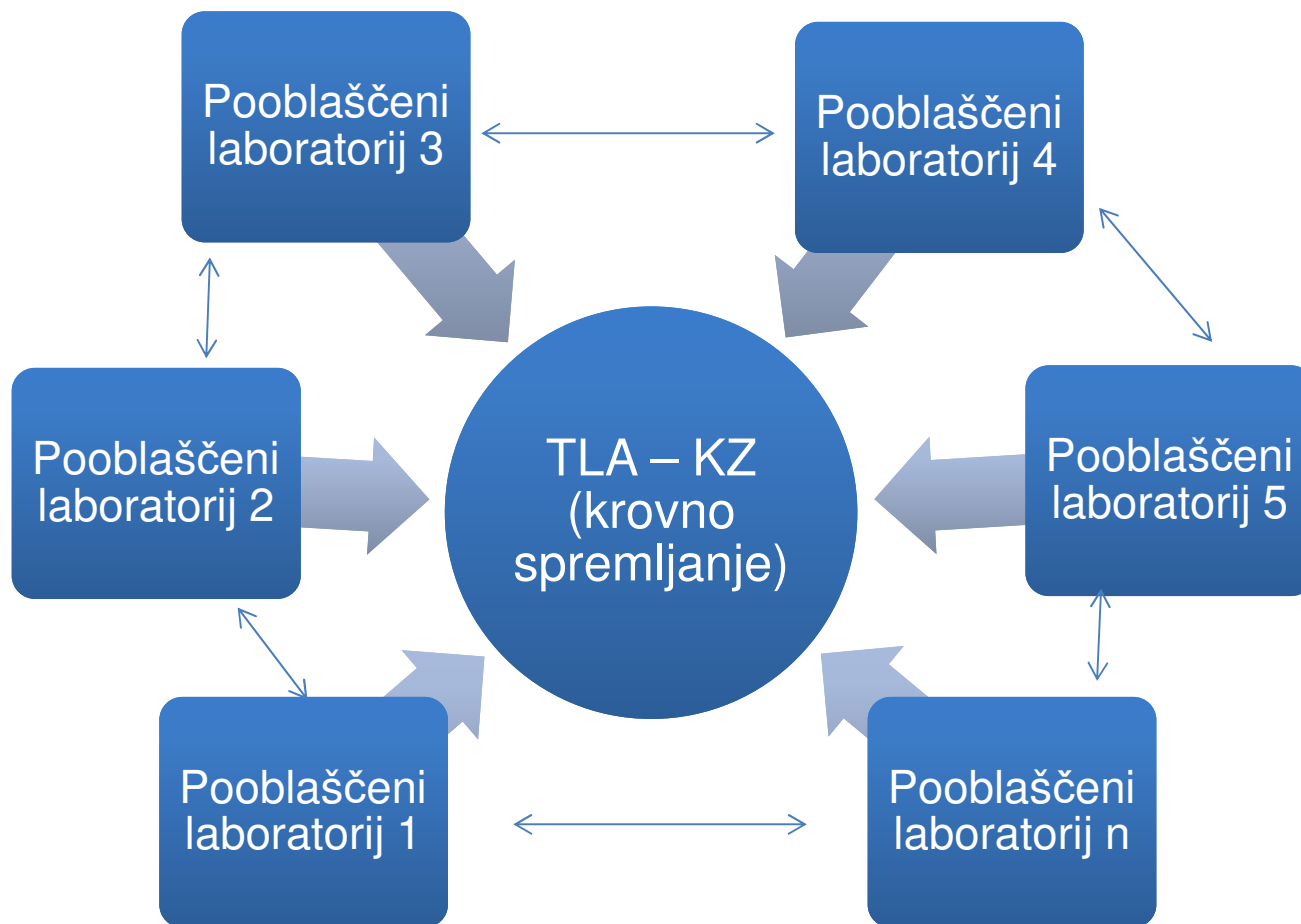 Pooblaščeni
laboratorij 3
Pooblaščeni
laboratorij 4
Pooblaščeni
laboratorij 2
TLA – KZ
(krovno
spremljanje)
Pooblaščeni
laboratorij 5
Pooblaščeni
laboratorij 1
Pooblaščeni
laboratorij n